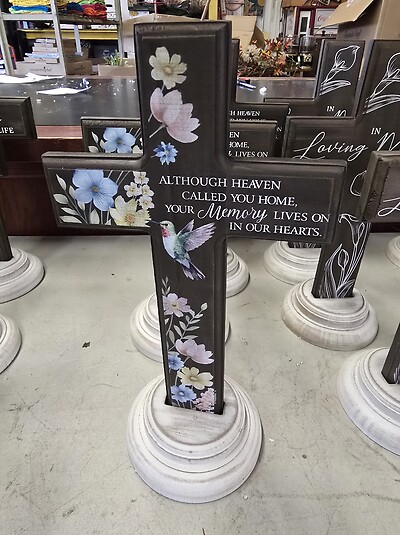 ALTHOUGH HEAVEN
CALLED YOU HOME,
YOUR Memory LIVES ON
IN OUR HEARTS.
LIFE
H HEAVEN
EN
HOME,
LIVES ON
IN
Loving
IN